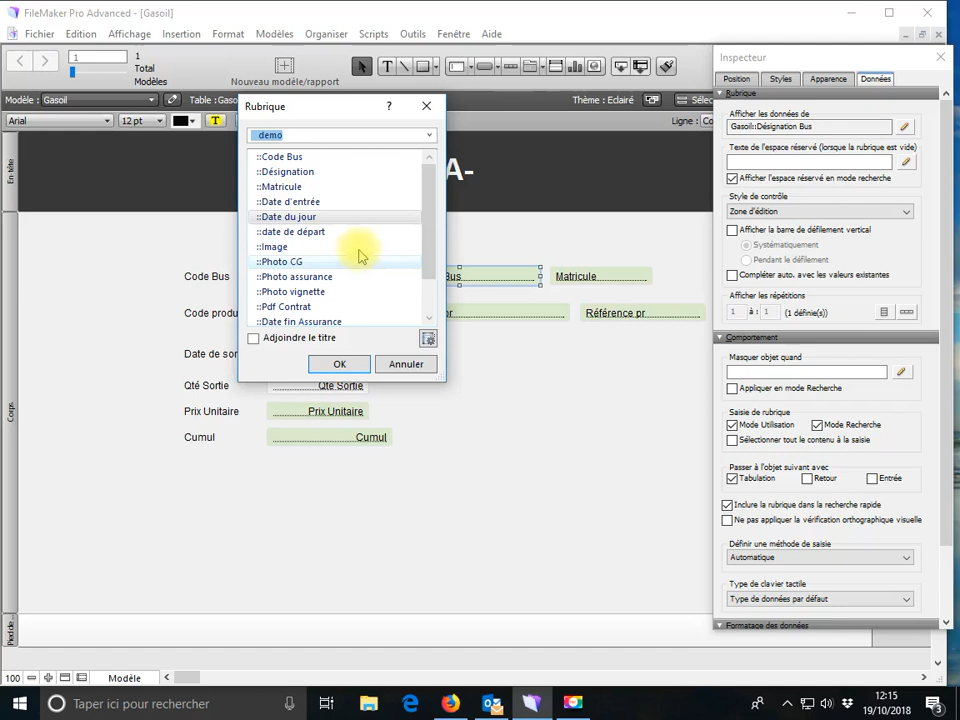 FileMaker Pro Advanced - [Gasoil]
Fichier Edition Affichage Insertion Format Modèles Organiser Scripts Outils Fenêtre Aide
1
1
Total
Modèles
Nouveau modèle/rapport
Modèle : Gasoil
Table : Gaso
Thème : Eclairé
Sélec
Arial
12 pt
T
Ligne : Co
Rubrique
?
demo
::Code Bus
::Désignation
::Matricule
::Date d'entrée
::Date du jour
::date de départ
::Image
::Photo CG
::Photo assurance
::Photo vignette
::Pdf Contrat
::Date fin Assurance
Adjoindre le titre
OK Annuler
En-tête
A-
Corps
Code Bus
Bus
Matricule
Code produ
or
Référence pr
Date de sor
Qté Sortie
Qté Sortie
Prix Unitaire
Prix Unitaire
Cumul
Cumul
Pied de...
100
Modèle
Inspecteur
Position Styles Apparence Données
Rubrique
Afficher les données de
Gasoil::Désignation Bus
Texte de l'espace réservé (lorsque la rubrique est vide)
Afficher l'espace réservé en mode recherche
Style de contrôle
Zone d'édition
Afficher la barre de défilement vertical
Systématiquement
Pendant le défilement
Compléter auto. avec les valeurs existantes
Afficher les répétitions
1 à : 1 (1 définie(s))
Comportement
Masquer objet quand
Appliquer en mode Recherche
Saisie de rubrique
Mode Utilisation Mode Recherche
Sélectionner tout le contenu à la saisie
Passer à l'objet suivant avec
Tabulation Retour Entrée
Inclure la rubrique dans la recherche rapide
Ne pas appliquer la vérification orthographique visuelle
Définir une méthode de saisie
Automatique
Type de clavier tactile
Type de données par défaut
Formatage des données
Taper ici pour rechercher
12:15
19/10/2018
3